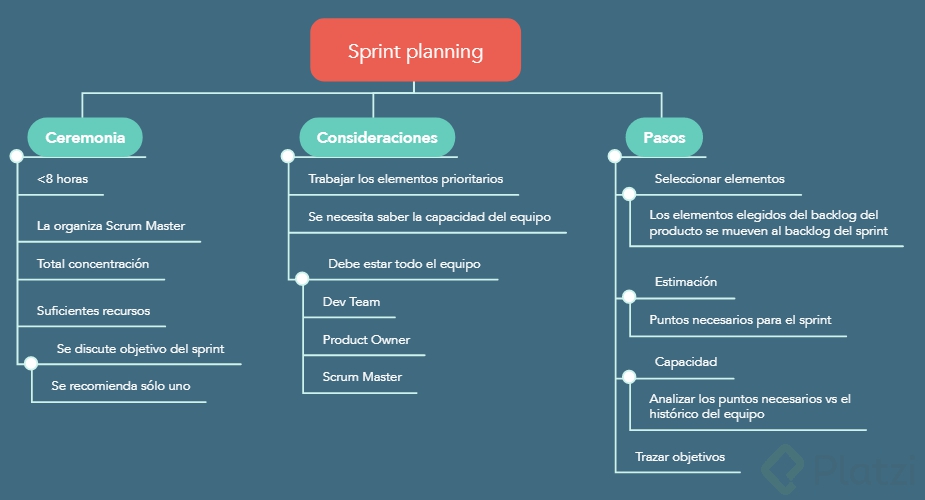 Sprint planning
Ceremonia
<8 horas
La organiza Scrum Master
Total concentración
Suficientes recursos
Se discute objetivo del sprint
Se recomienda sólo uno
Consideraciones
Trabajar los elementos prioritarios
Se necesita saber la capacidad del equipo
Debe estar todo el equipo
Dev Team
Product Owner
Scrum Master
Pasos
Seleccionar elementos
Los elementos elegidos del backlog del
producto se mueven al backlog del sprint
Estimación
Puntos necesarios para el sprint
Capacidad
Analizar los puntos necesarios vs el
histórico del equipo
Trazar objetivos
Platzi